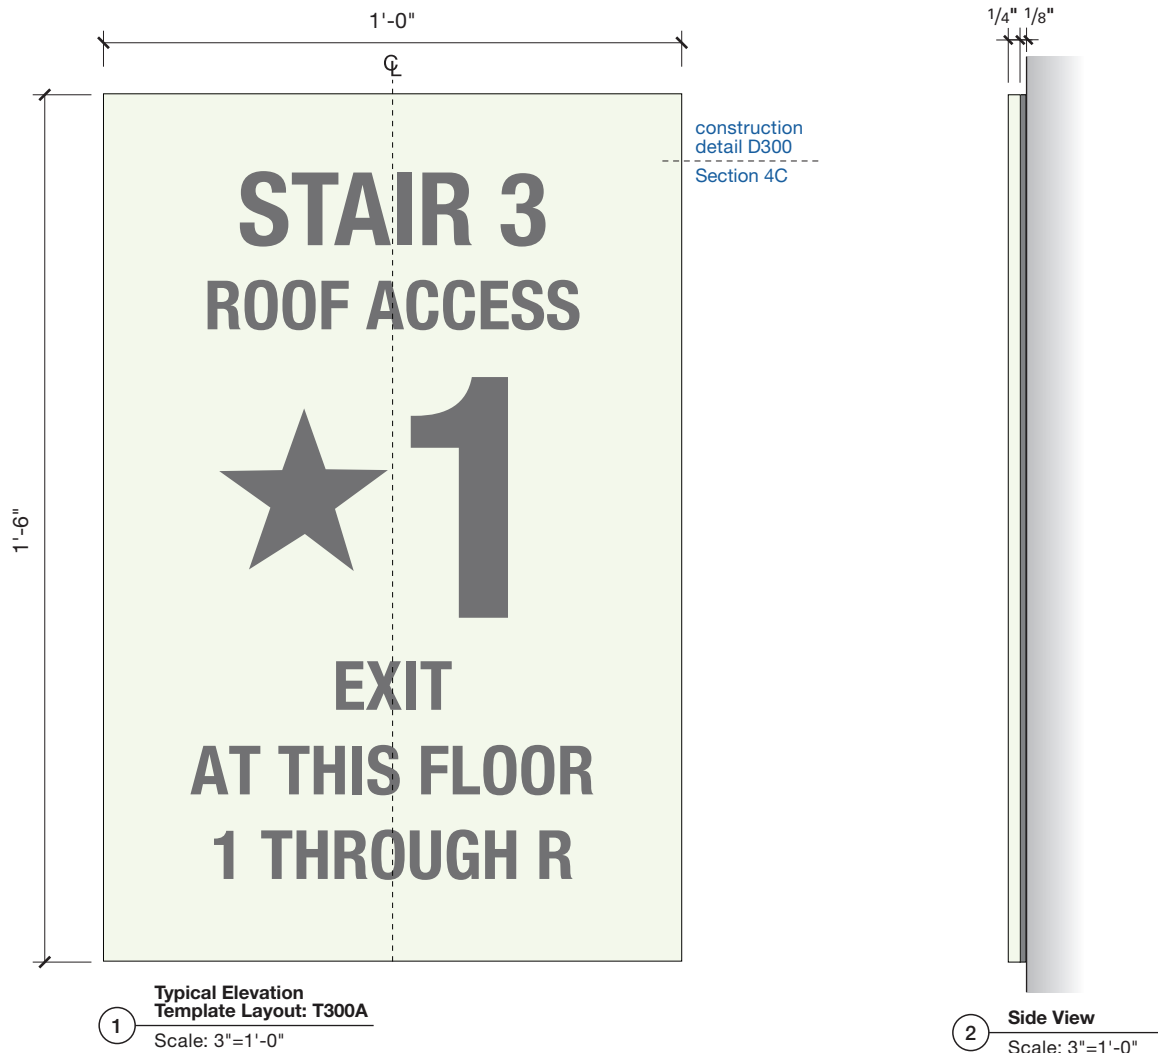 1'-0"
1/4" 1/8"
℄
construction
detail D300
Section 4C
STAIR 3
ROOF ACCESS
1'-6"
★1
EXIT
AT THIS FLOOR
1 THROUGH R
1
Typical Elevation
Template Layout: T300A
Scale: 3"=1'-0"
2
Side View
Scale: 3"=1'-0"